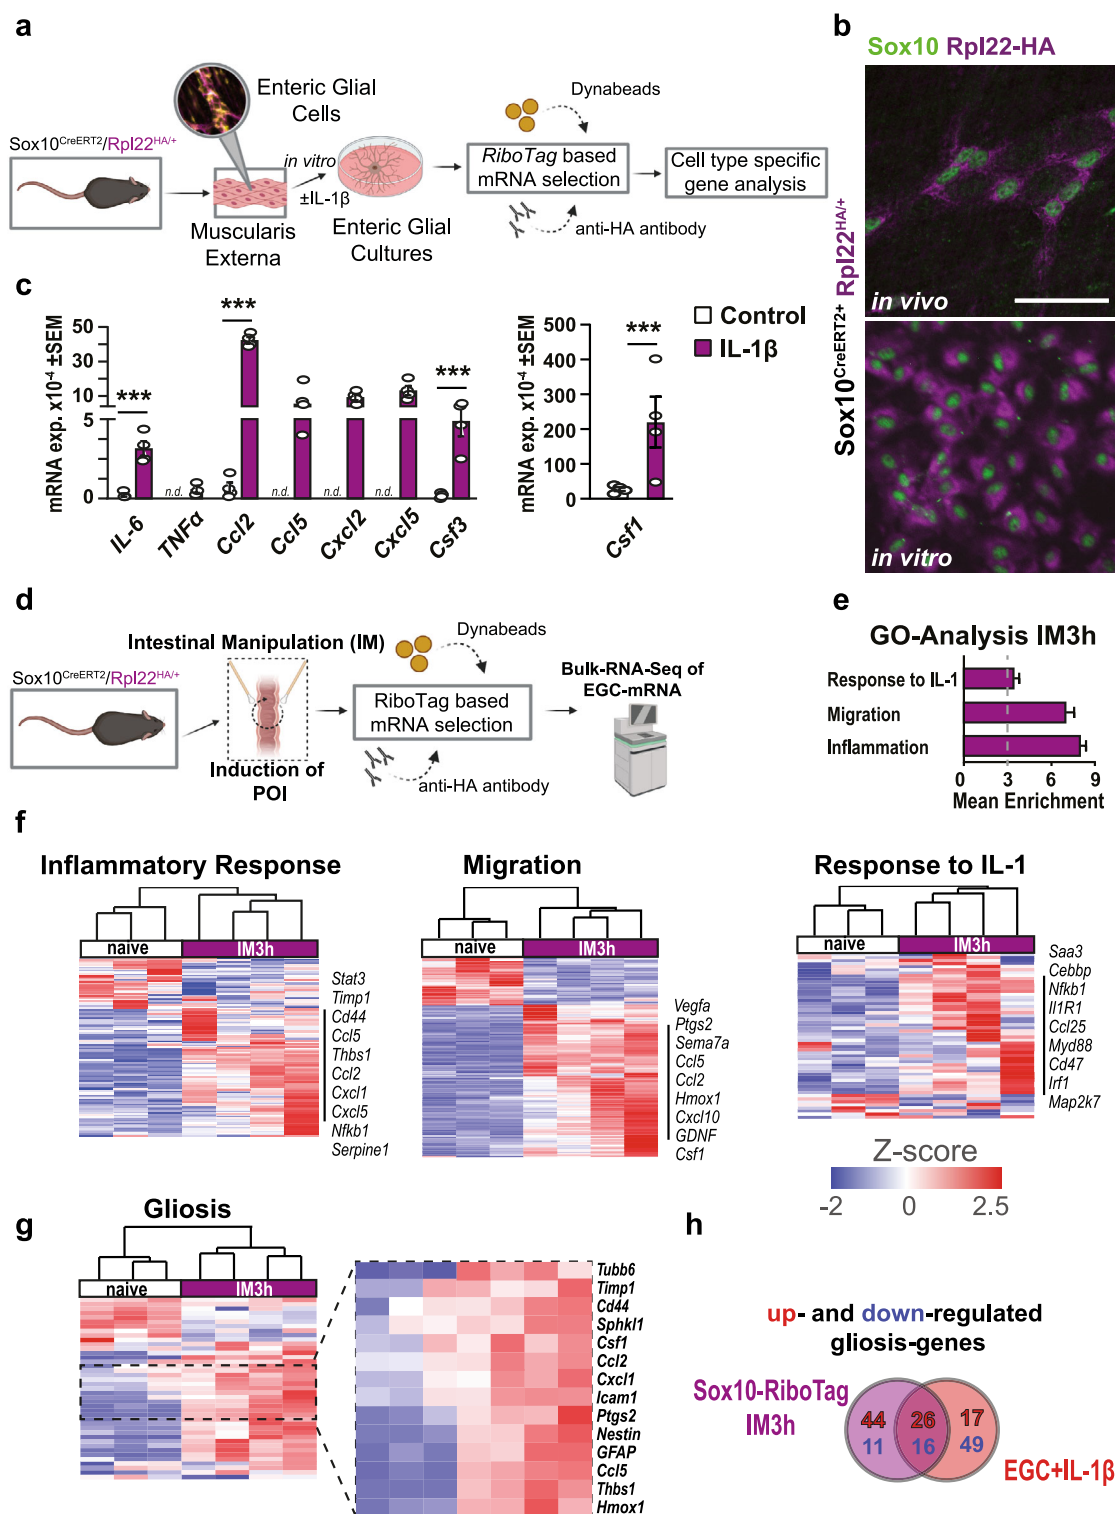 a
Sox10CreERT2/Rpl22HA/+
Enteric Glial
Cells
in vitro
±IL-1β
Muscularis
Externa
Enteric Glial
Cultures
Dynabeads
RiboTag based
mRNA selection
anti-HA antibody
Cell type specific
gene analysis
b
Sox10 Rpl22-HA
Sox10CreERT2+ Rpl22HA/+
in vivo
in vitro
c
mRNA exp. x10-4 ±SEM
50
40
10
5
0
***
n.d.
***
n.d.
n.d.
n.d.
***
IL-6
TNFα
Ccl2
Ccl5
Cxcl2
Cxcl5
Csf3
mRNA exp. x10-4 ±SEM
500
400
300
200
100
0
***
Csf1
Control
IL-1β
d
Sox10CreERT2/Rpl22HA/+
Intestinal Manipulation (IM)
Induction of
POI
Dynabeads
RiboTag based
mRNA selection
anti-HA antibody
Bulk-RNA-Seq of
EGC-mRNA
e
GO-Analysis IM3h
Response to IL-1
Migration
Inflammation
0 3 6 9
Mean Enrichment
f
Inflammatory Response
naive IM3h
Stat3
Timp1
Cd44
Ccl5
Thbs1
Ccl2
Cxcl1
Cxcl5
Nfkb1
Serpine1
Migration
naive IM3h
Vegfa
Ptgs2
Sema7a
Ccl5
Ccl2
Hmox1
Cxcl10
GDNF
Csf1
Response to IL-1
naive IM3h
Saa3
Cebbp
Nfkb1
Il1R1
Ccl25
Myd88
Cd47
Irf1
Map2k7
Z-score
-2 0 2.5
g
Gliosis
naive IM3h
Tubb6
Timp1
Cd44
Sphkl1
Csf1
Ccl2
Cxcl1
Icam1
Ptgs2
Nestin
GFAP
Ccl5
Thbs1
Hmox1
h
up- and down-regulated
gliosis-genes
Sox10-RiboTag
IM3h
44 26 17
11 16 49
EGC+IL-1β